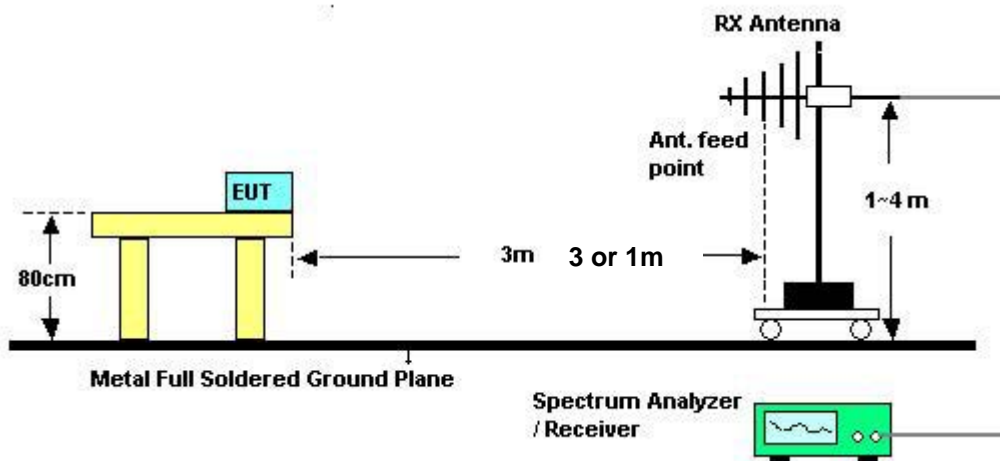 RX Antenna
Ant. feed
point
EUT
1~4 m
3m 3 or 1m
80cm
Metal Full Soldered Ground Plane
Spectrum Analyzer
/ Receiver